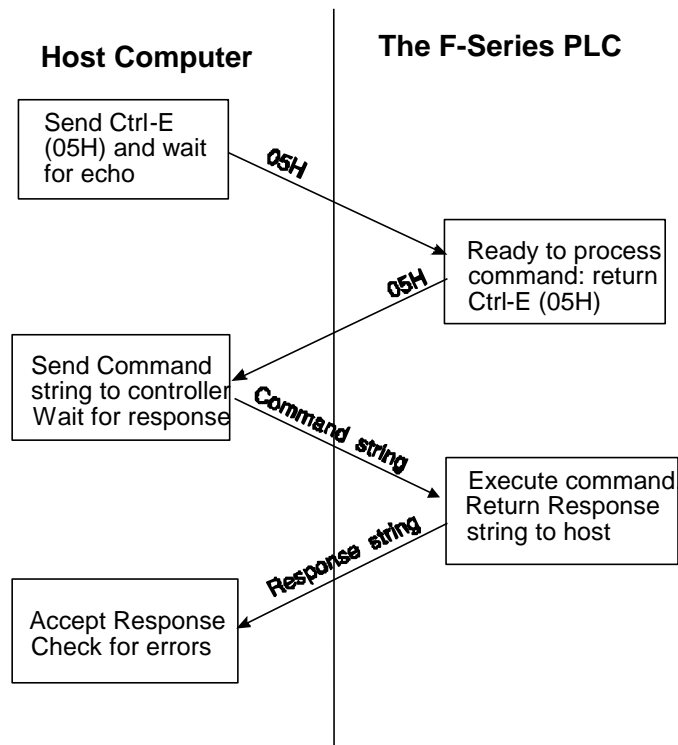 Host Computer
The F-Series PLC
Send Ctrl-E
(05H) and wait
for echo
05H
Ready to process
command: return
Ctrl-E (05H)
05H
Send Command
string to controller
Wait for response
Command string
Execute command
Return Response
string to host
Response string
Accept Response
Check for errors